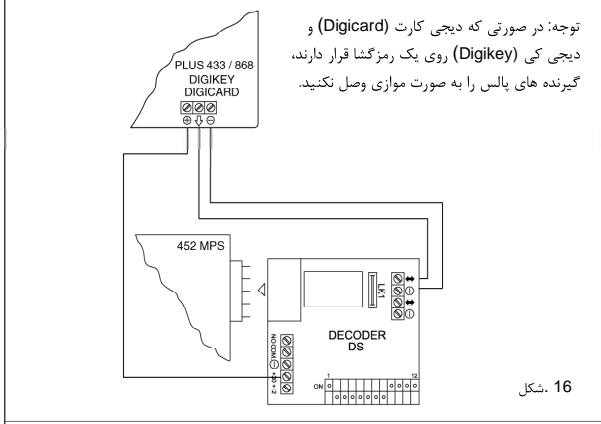 توجه: در صورتی که دیجی کارت (Digicard) و
دیجی کی (Digikey) روی یک رمزگشا قرار دارند،
گیرنده های پالس را به صورت موازی وصل نکنید.
PLUS 433 / 868
DIGIKEY
DIGICARD
452 MPS
LK1
DECODER
DS
NO COM
1 12
ON
16 .شکل